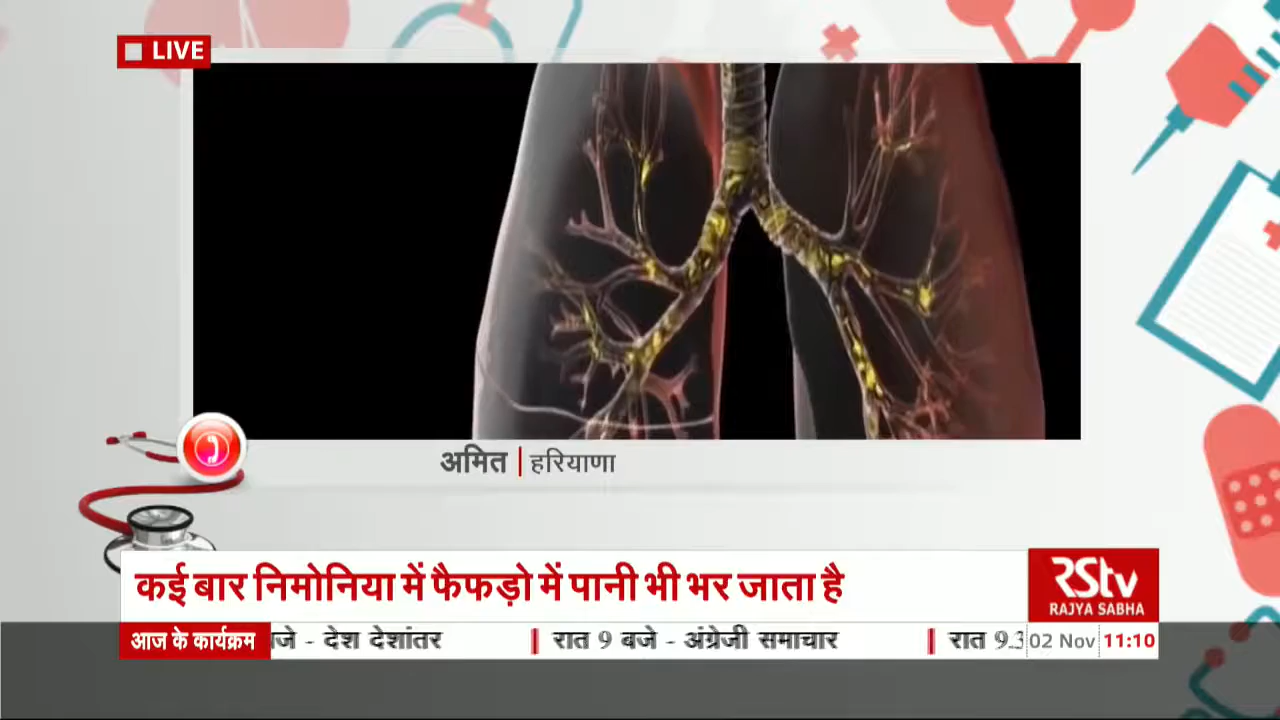 LIVE
अमित | हरियाणा
कई बार निमोनिया में फैफड़ो में पानी भी भर जाता है
RStv
RAJYA SABHA
आज के कार्यक्रम
- देश देशांतर | रात 9 बजे - अंग्रेजी समाचार | रात
02 Nov 11:10